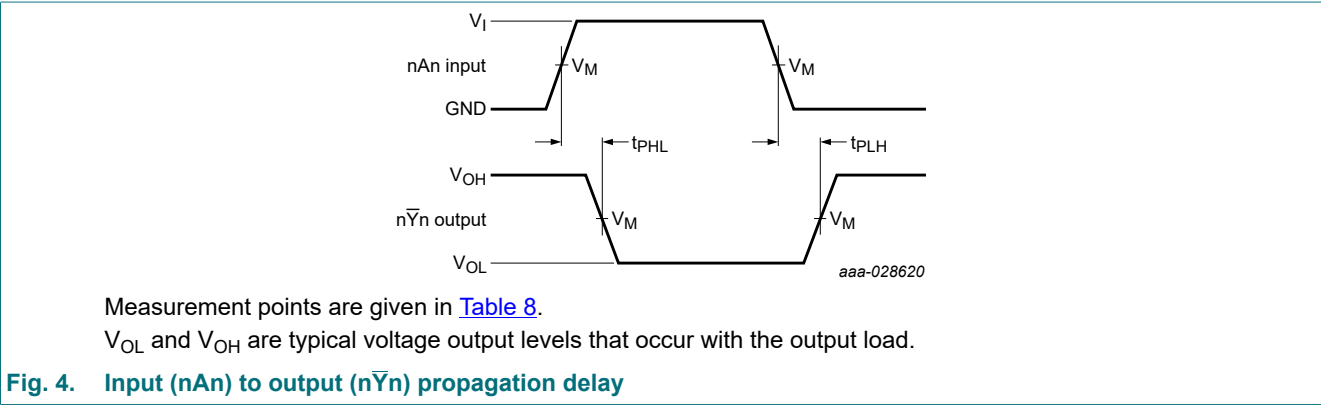 V_I
nAn input
V_M
V_M
GND
t_PHL
t_PLH
V_OH
nY̅n output
V_M
V_M
V_OL
aaa-028620
Measurement points are given in Table 8.
V_OL and V_OH are typical voltage output levels that occur with the output load.
Fig. 4. Input (nAn) to output (nY̅n) propagation delay